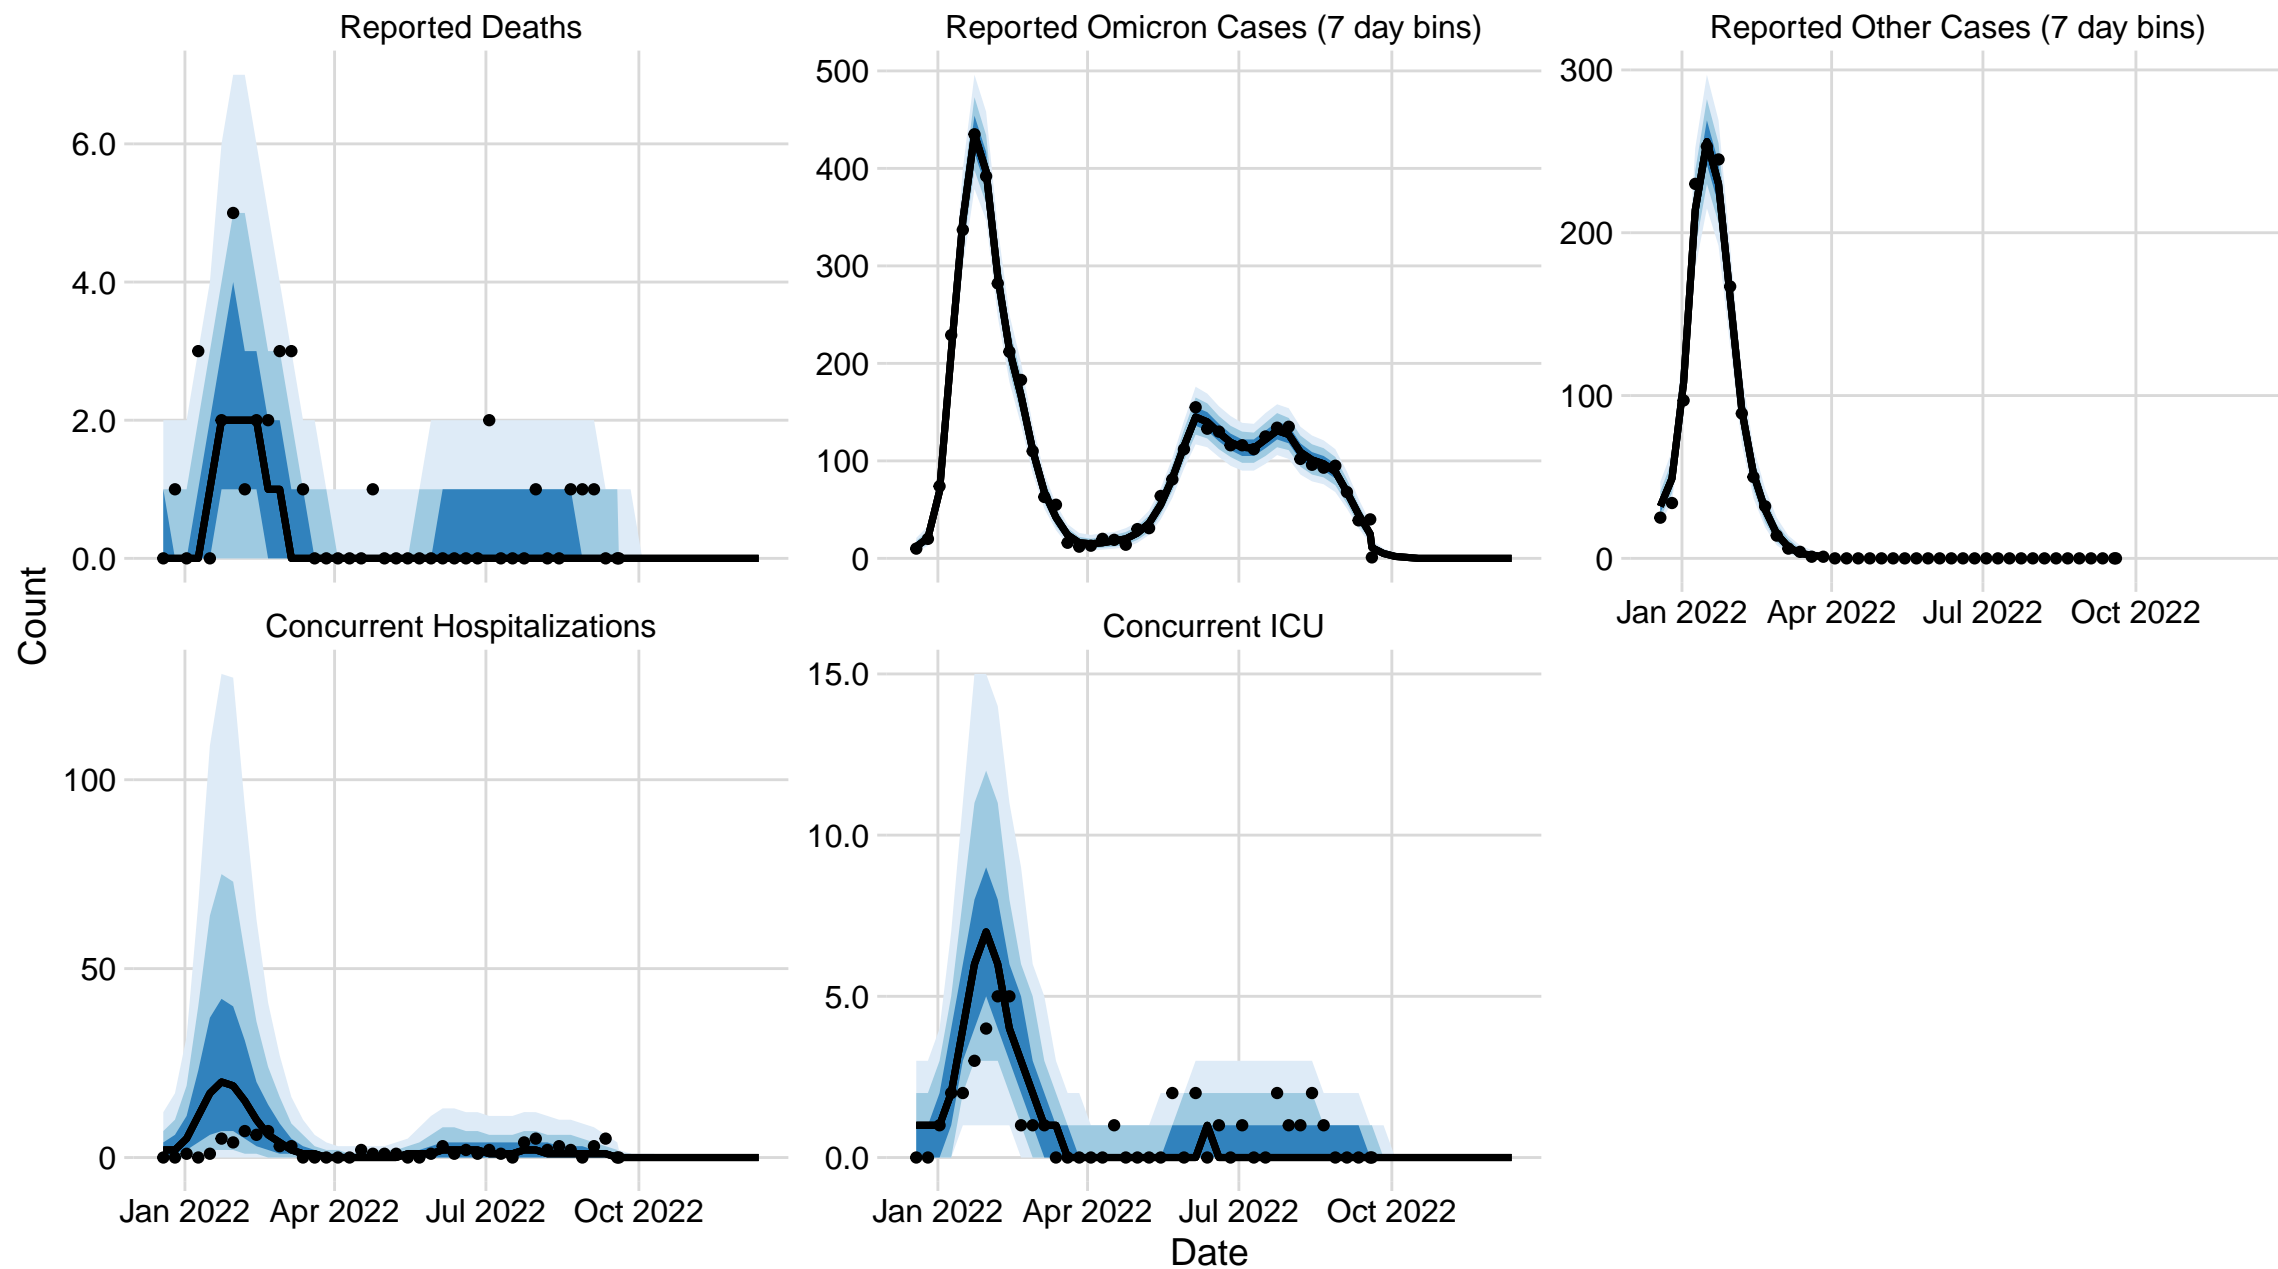 Reported Deaths
Reported Omicron Cases (7 day bins)
Reported Other Cases (7 day bins)
6.0
4.0
2.0
0.0
500
400
300
200
100
0
300
200
100
0
Jan 2022 Apr 2022 Jul 2022 Oct 2022
Count
Concurrent Hospitalizations
Concurrent ICU
100
50
0
15.0
10.0
5.0
0.0
Jan 2022 Apr 2022 Jul 2022 Oct 2022
Jan 2022 Apr 2022 Jul 2022 Oct 2022
Date